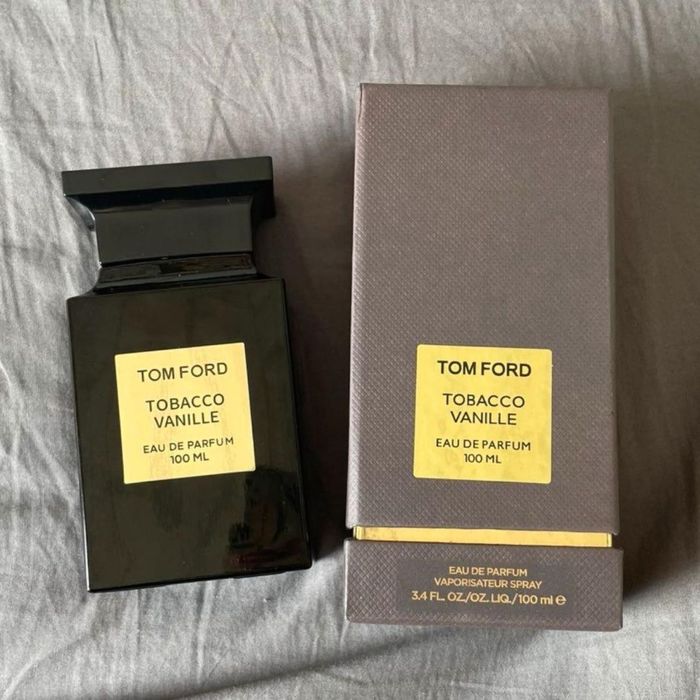 TOM FORD
TOBACCO
VANILLE
EAU DE PARFUM
100 ML
TOM FORD
TOBACCO
VANILLE
EAU DE PARFUM
100 ML
EAU DE PARFUM
VAPORISATEUR SPRAY
3.4 FL. OZ./OZ. LIQ./100 ml ℮